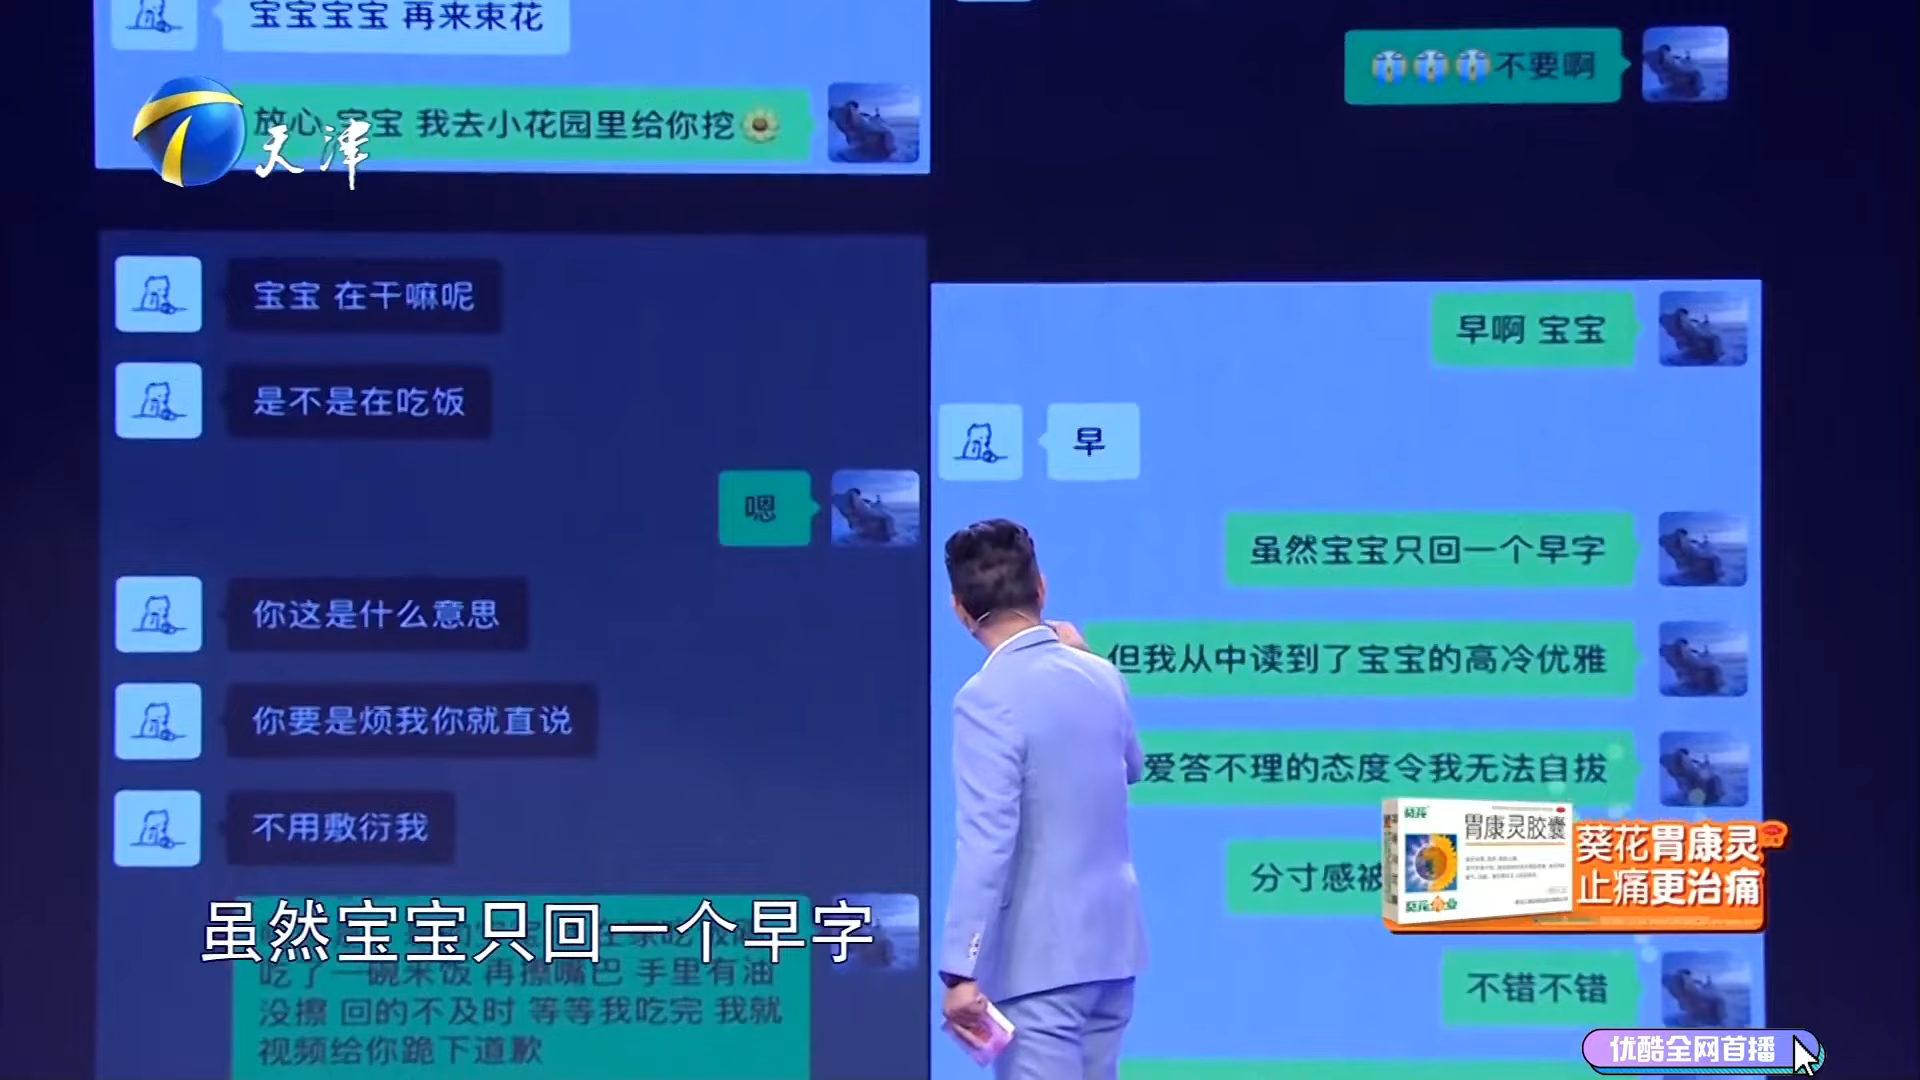 宝宝宝宝 再来束花
放心 宝宝 我去小花园里给你挖
天津
宝宝 在干嘛呢
是不是在吃饭
嗯
你这是什么意思
你要是烦我你就直说
不用敷衍我
吃了一碗米饭 再擦嘴巴 手里有油
没擦 回的不及时 等等我吃完 我就
视频给你跪下道歉
不要啊
早啊 宝宝
早
虽然宝宝只回一个早字
但我从中读到了宝宝的高冷优雅
爱答不理的态度令我无法自拔
分寸感被
不错不错
虽然宝宝只回一个早字
葵花
胃康灵胶囊
葵花药业
葵花胃康灵
止痛更治痛
优酷全网首播